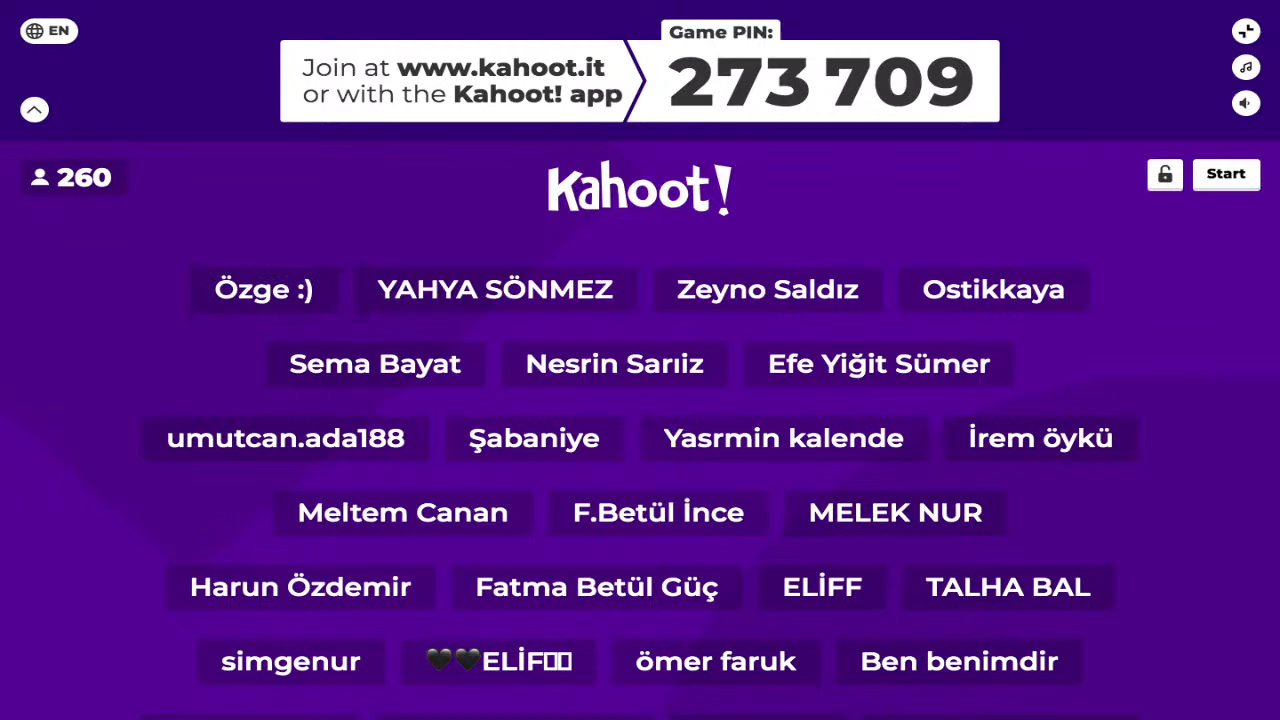 EN
Game PIN:
Join at www.kahoot.it
or with the Kahoot! app
273 709
260
Kahoot!
Start
Özge :) YAHYA SÖNMEZ Zeyno Saldız Ostikkaya
Sema Bayat Nesrin Sarıiz Efe Yiğit Sümer
umutcan.ada188 Şabaniye Yasrmin kalende İrem öykü
Meltem Canan F.Betül İnce MELEK NUR
Harun Özdemir Fatma Betül Güç ELİFF TALHA BAL
simgenur 🖤🖤ELİF ömer faruk Ben benimdir